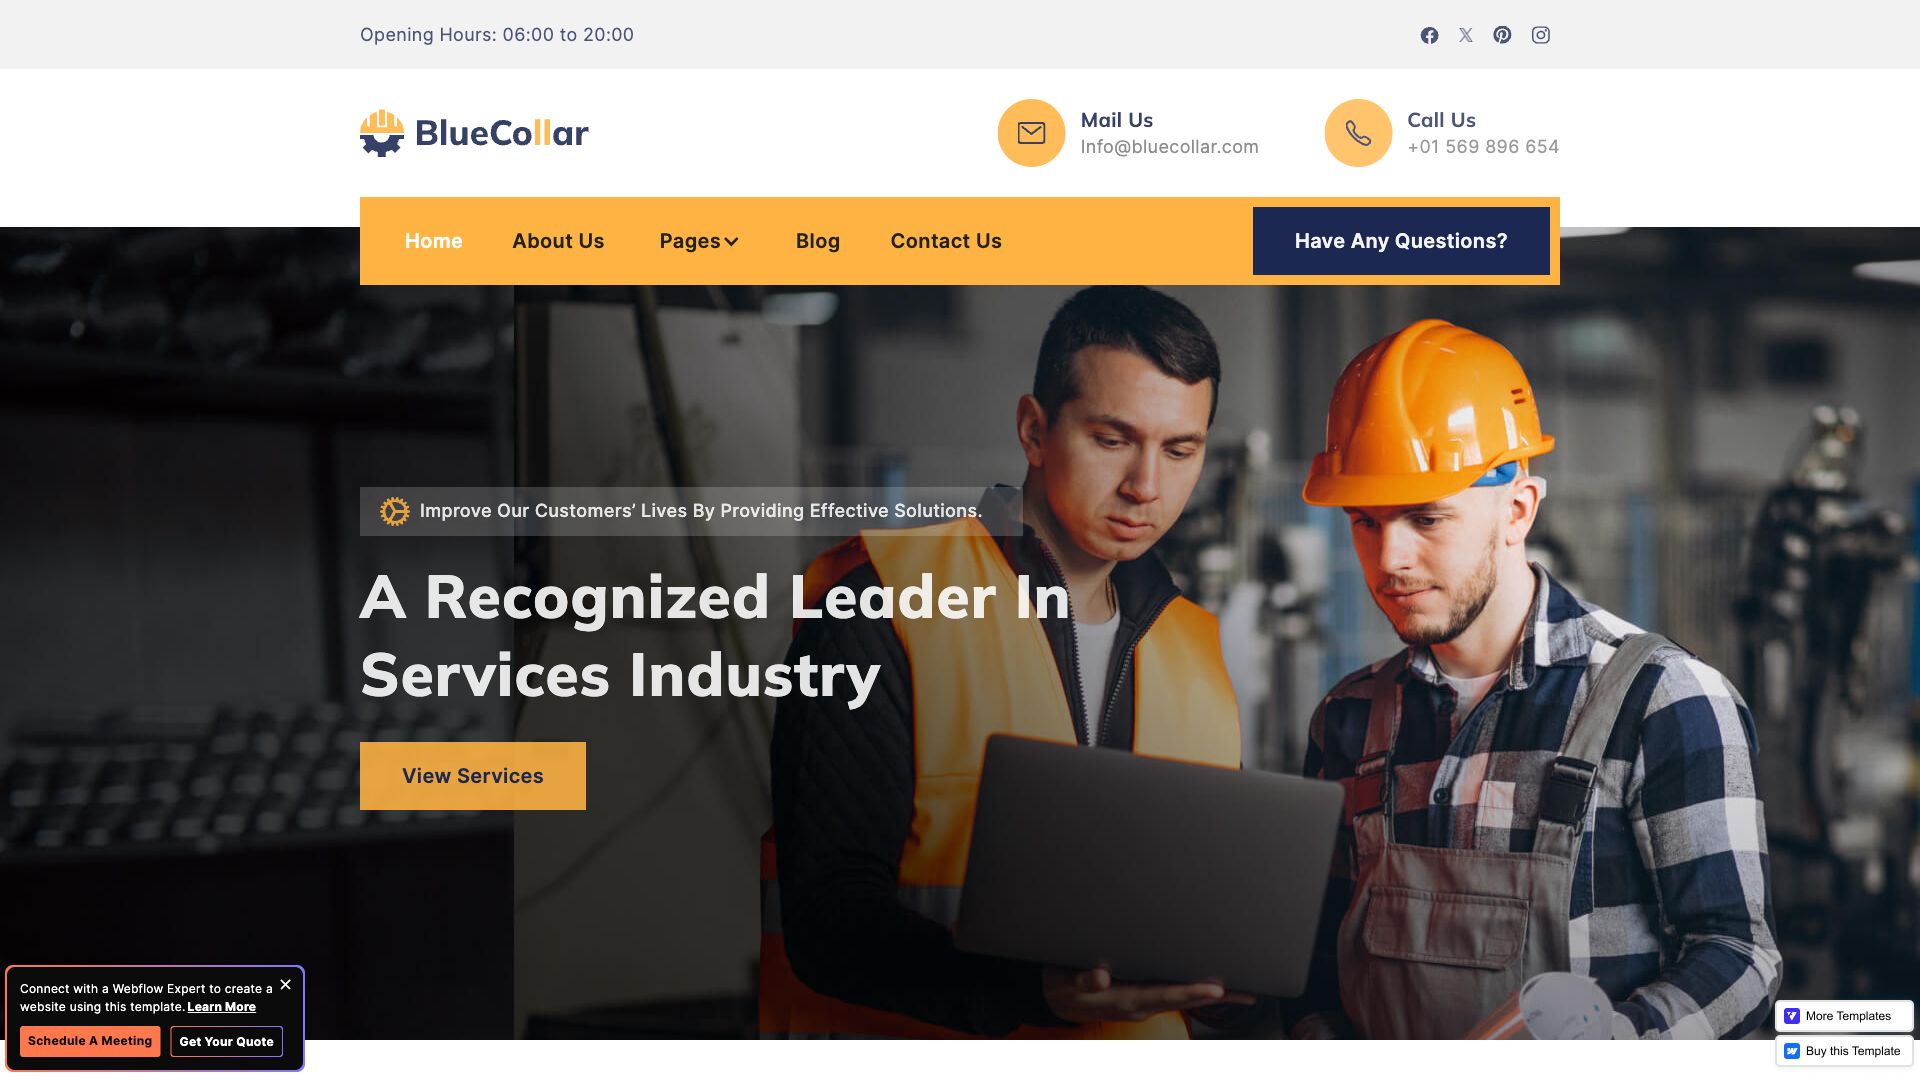 Opening Hours: 06:00 to 20:00
BlueCollar
Mail Us
Info@bluecollar.com
Call Us
+01 569 896 654
Home
About Us
Pages
Blog
Contact Us
Have Any Questions?
Improve Our Customers’ Lives By Providing Effective Solutions.
A Recognized Leader In
Services Industry
View Services
Connect with a Webflow Expert to create a
website using this template. Learn More
Schedule A Meeting
Get Your Quote
More Templates
Buy this Template